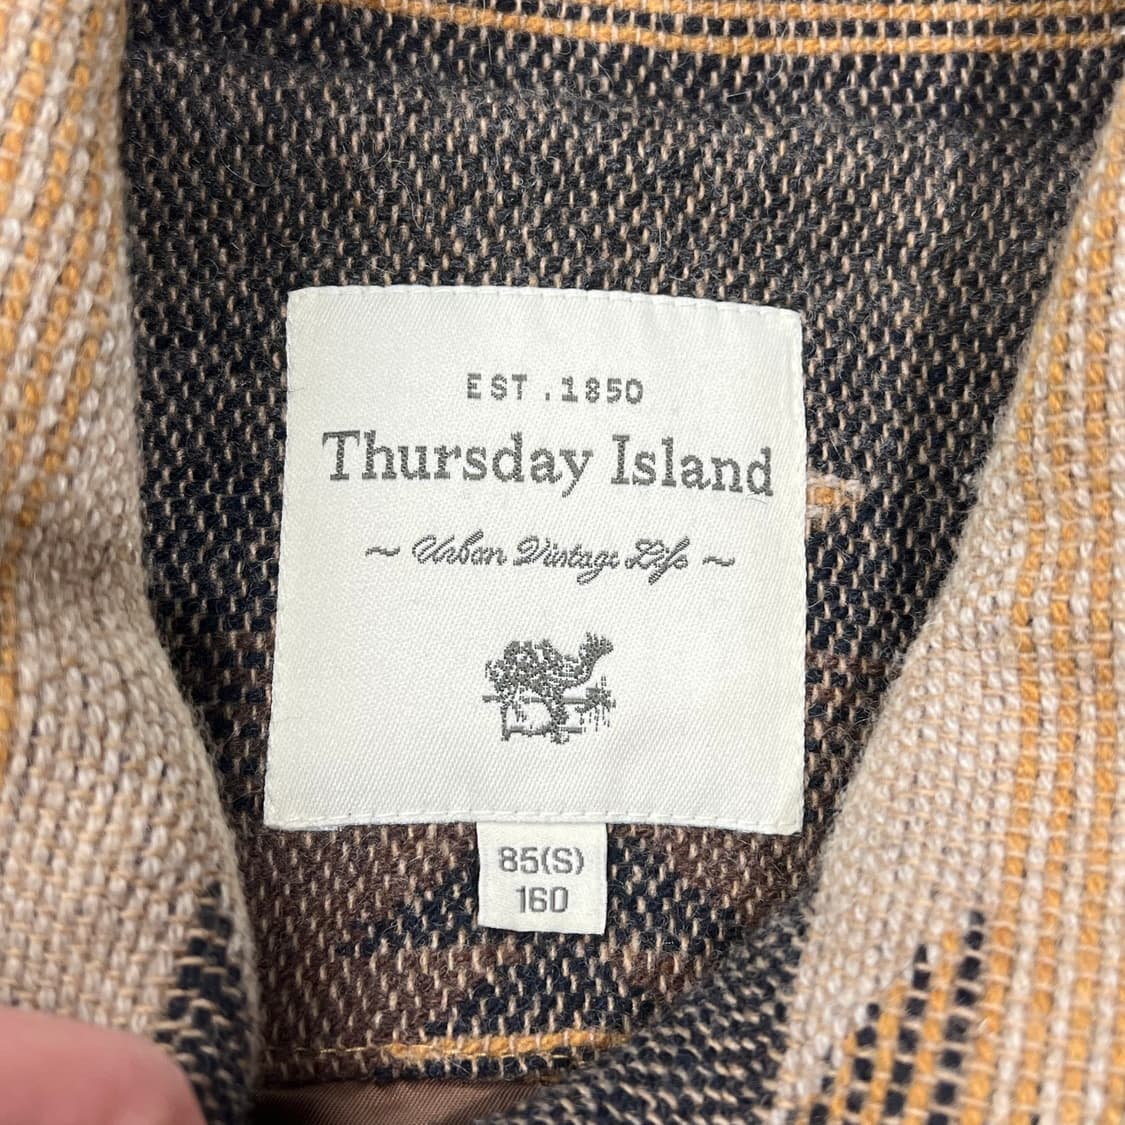 EST.1850
Thursday Island
~ Urban Vintage Life ~
85(S)
160